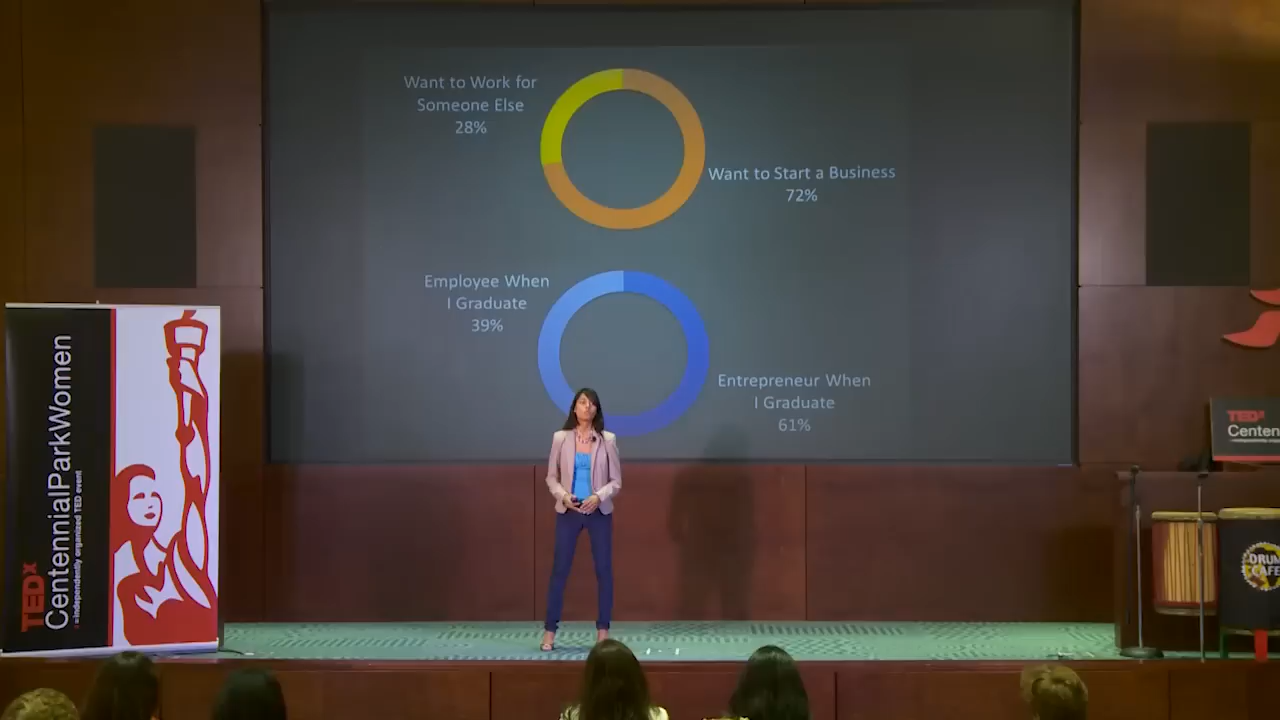 Want to Work for
Someone Else
28%
Want to Start a Business
72%
Employee When
I Graduate
39%
Entrepreneur When
I Graduate
61%
TEDx
CentennialParkWomen
x=independently organized TED event
TEDx
Centen
DRUM
CAFE